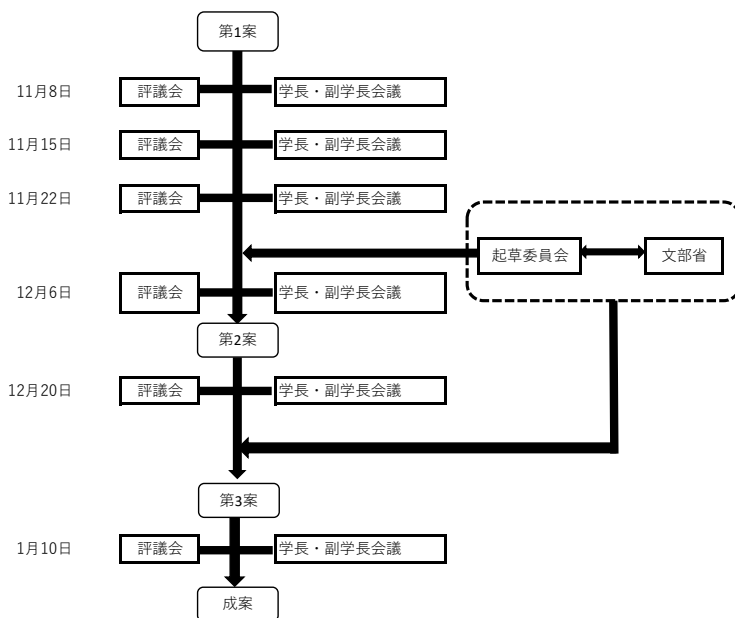 第1案
11月8日 評議会 学長・副学長会議
11月15日 評議会 学長・副学長会議
11月22日 評議会 学長・副学長会議
起草委員会 文部省
12月6日 評議会 学長・副学長会議
第2案
12月20日 評議会 学長・副学長会議
第3案
1月10日 評議会 学長・副学長会議
成案